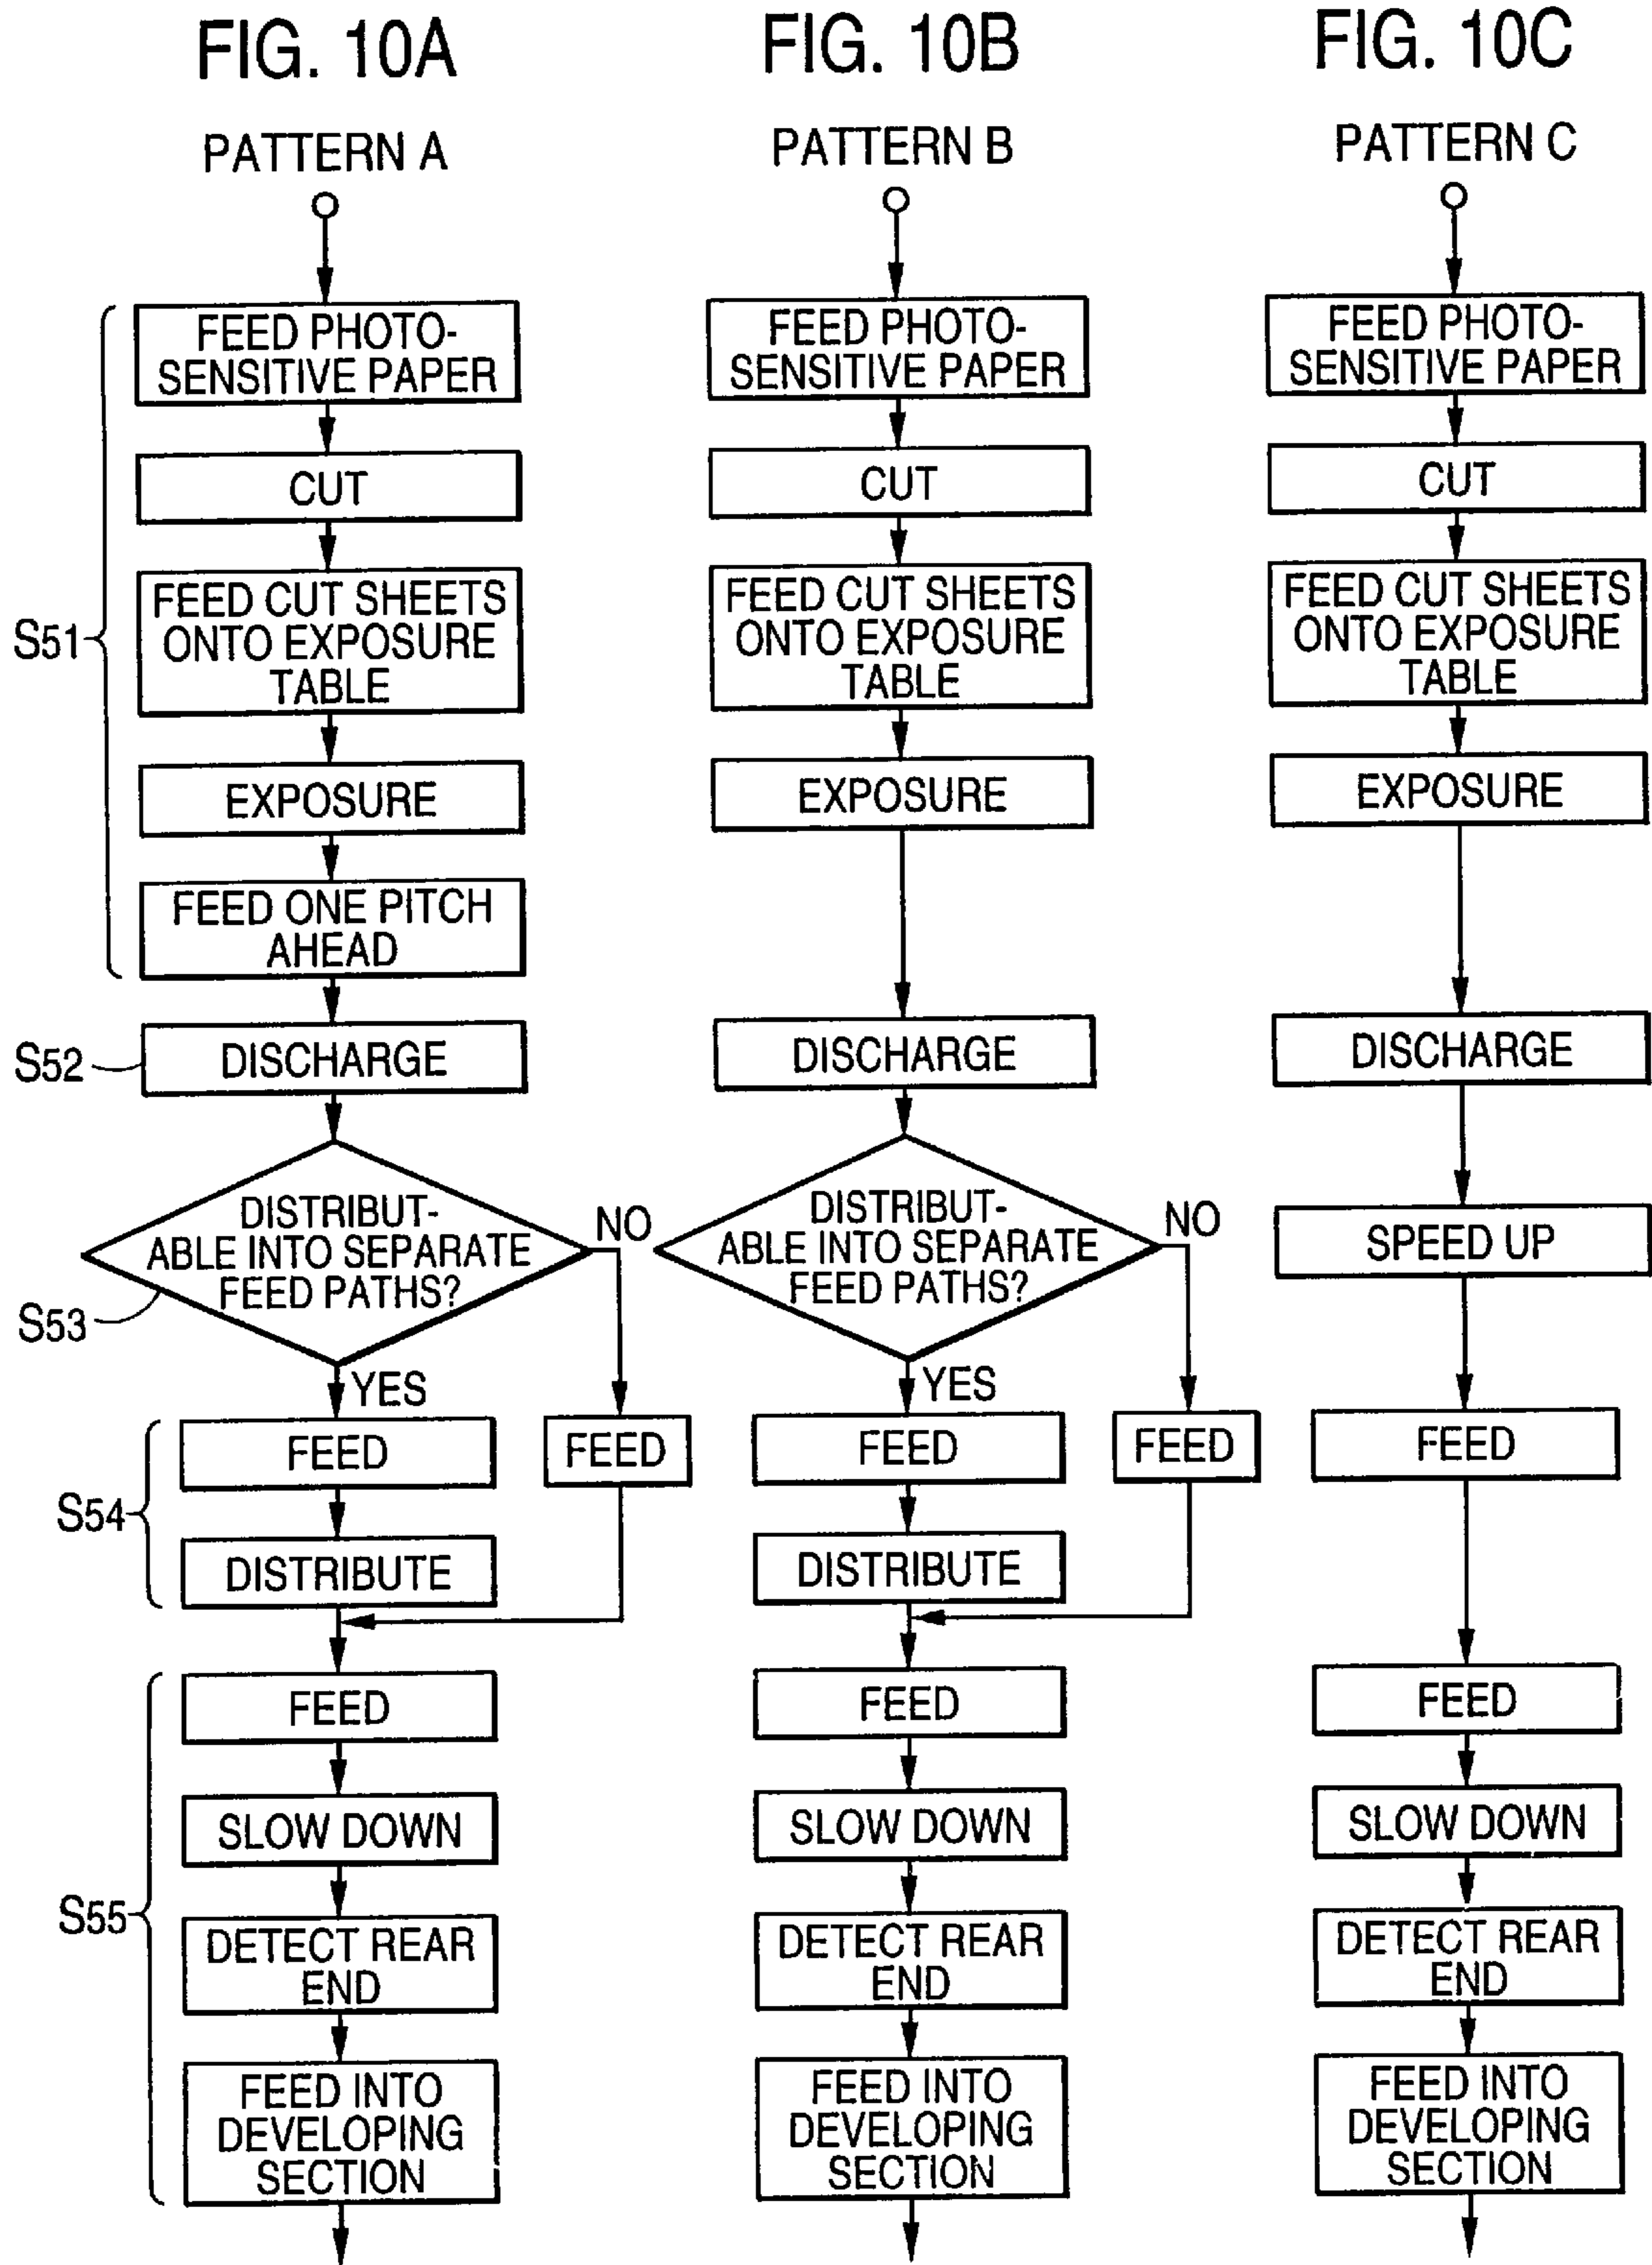 FIG. 10A
PATTERN A
FEED PHOTO-
SENSITIVE PAPER
CUT
FEED CUT SHEETS
ONTO EXPOSURE
TABLE
EXPOSURE
FEED ONE PITCH
AHEAD
S51
DISCHARGE
S52
DISTRIBUT-
ABLE INTO SEPARATE
FEED PATHS?
S53
NO
YES
FEED
FEED
DISTRIBUTE
S54
FEED
SLOW DOWN
DETECT REAR
END
FEED INTO
DEVELOPING
SECTION
S55
FIG. 10B
PATTERN B
FEED PHOTO-
SENSITIVE PAPER
CUT
FEED CUT SHEETS
ONTO EXPOSURE
TABLE
EXPOSURE
DISCHARGE
DISTRIBUT-
ABLE INTO SEPARATE
FEED PATHS?
NO
YES
FEED
FEED
DISTRIBUTE
FEED
SLOW DOWN
DETECT REAR
END
FEED INTO
DEVELOPING
SECTION
FIG. 10C
PATTERN C
FEED PHOTO-
SENSITIVE PAPER
CUT
FEED CUT SHEETS
ONTO EXPOSURE
TABLE
EXPOSURE
DISCHARGE
SPEED UP
FEED
FEED
SLOW DOWN
DETECT REAR
END
FEED INTO
DEVELOPING
SECTION